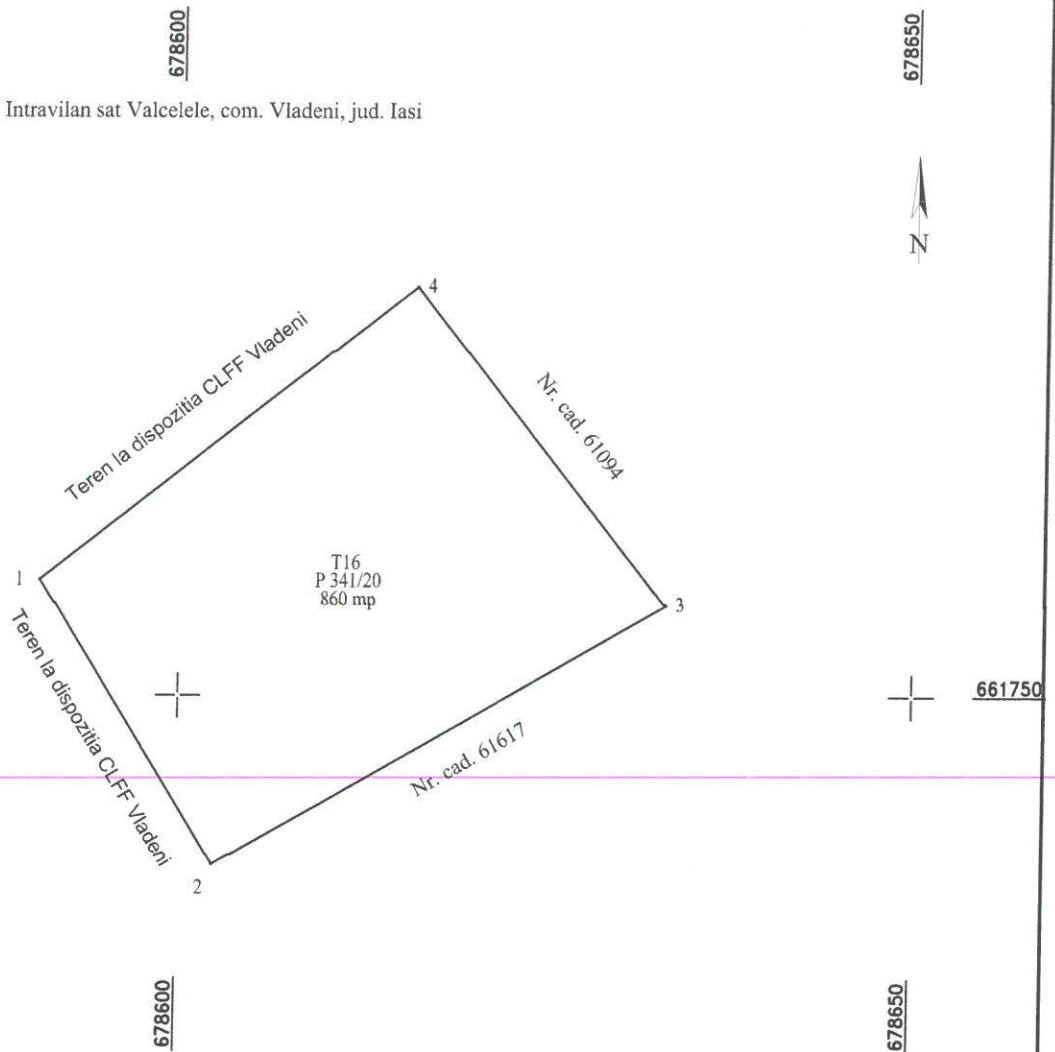 678600
678650
Intravilan sat Valcelele, com. Vladeni, jud. Iasi
N
4
Teren la dispozitia CLFF Vladeni
Nr. cad. 61094
1
T16
P 341/20
860 mp
3
Teren la dispozitia CLFF Vladeni
661750
Nr. cad. 61617
2
678600
678650